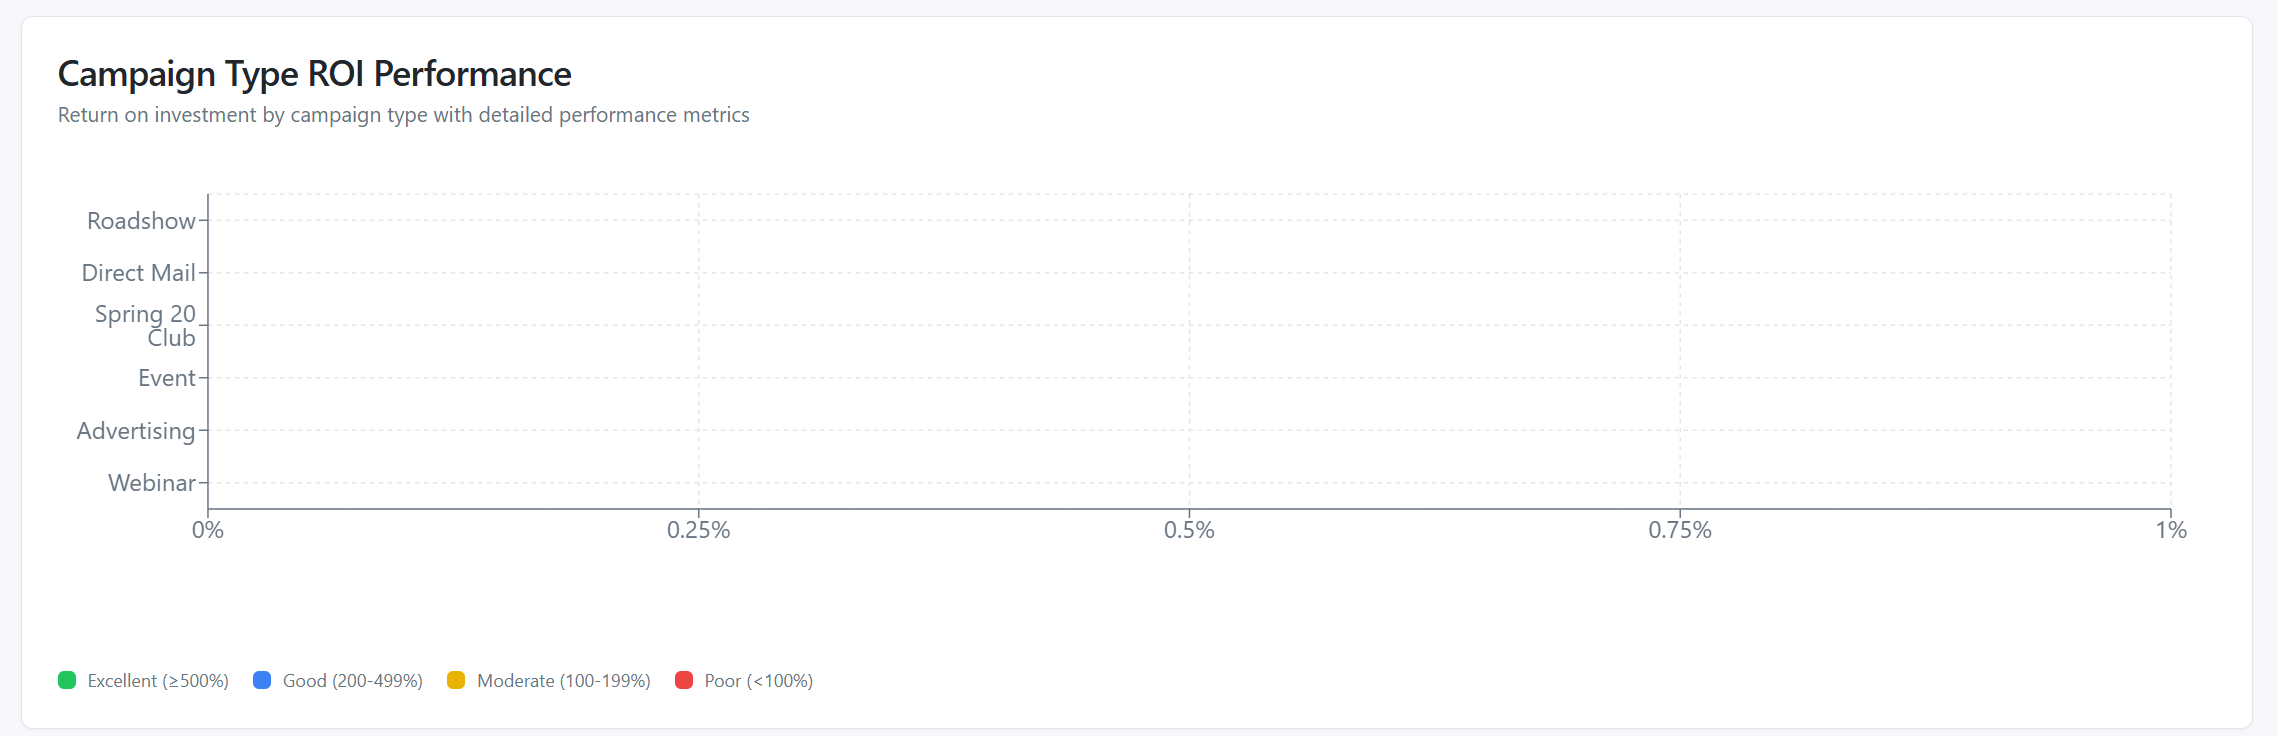 Campaign Type ROI Performance
Return on investment by campaign type with detailed performance metrics
Roadshow
Direct Mail
Spring 20
Club
Event
Advertising
Webinar
0% 0.25% 0.5% 0.75% 1%
Excellent (≥500%) Good (200-499%) Moderate (100-199%) Poor (<100%)